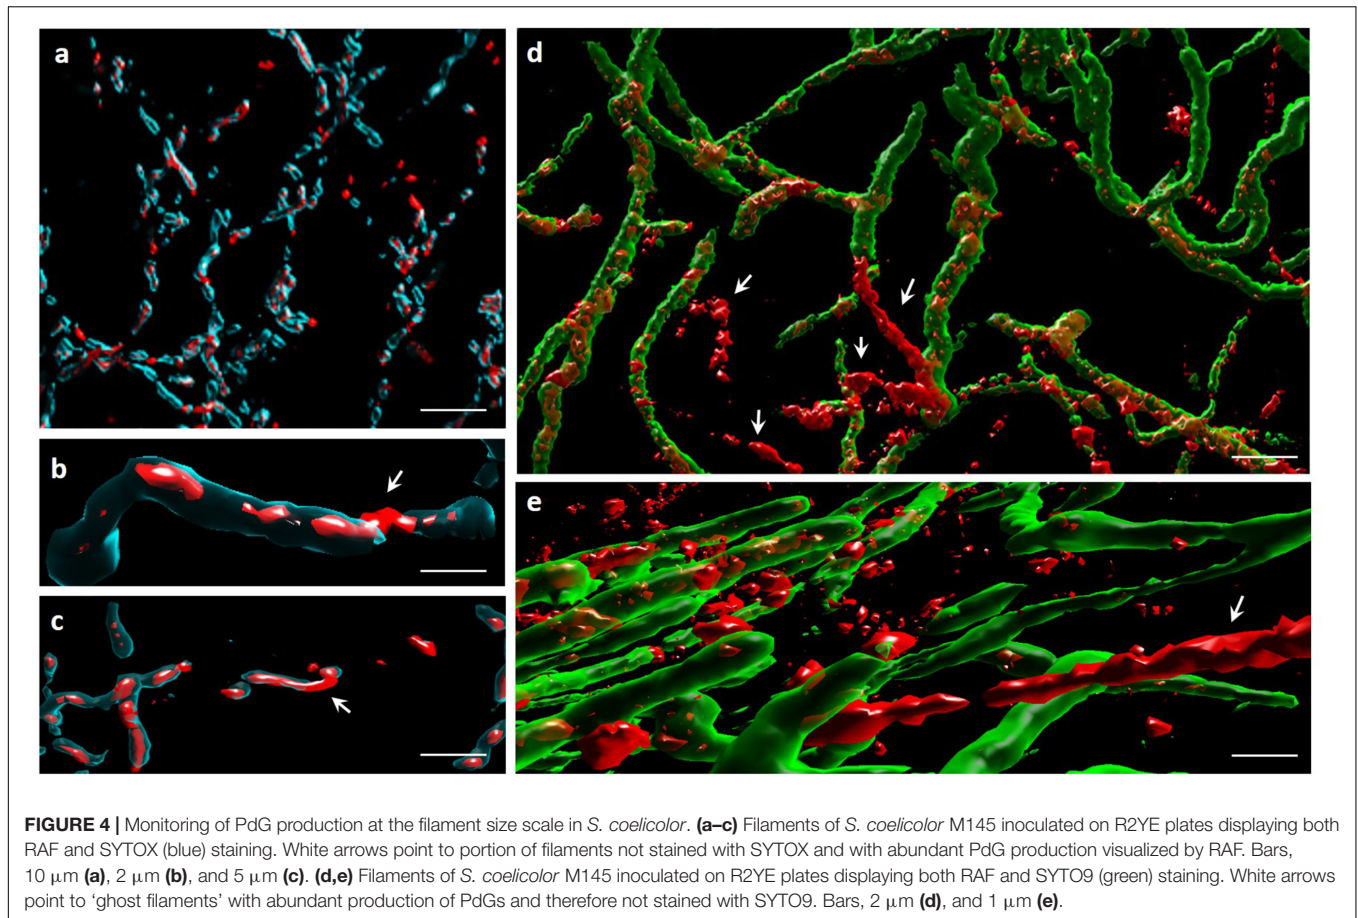 a
b
c
d
e
FIGURE 4 | Monitoring of PdG production at the filament size scale in S. coelicolor. (a–c) Filaments of S. coelicolor M145 inoculated on R2YE plates displaying both
RAF and SYTOX (blue) staining. White arrows point to portion of filaments not stained with SYTOX and with abundant PdG production visualized by RAF. Bars,
10 μm (a), 2 μm (b), and 5 μm (c). (d,e) Filaments of S. coelicolor M145 inoculated on R2YE plates displaying both RAF and SYTO9 (green) staining. White arrows
point to ‘ghost filaments’ with abundant production of PdGs and therefore not stained with SYTO9. Bars, 2 μm (d), and 1 μm (e).